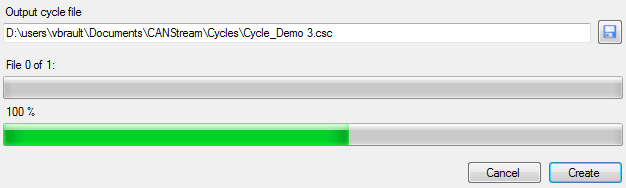 Output cycle file
D:\users\vbrault\Documents\CANStream\Cycles\Cycle_Demo 3.csc
File 0 of 1:
100 %
Cancel
Create